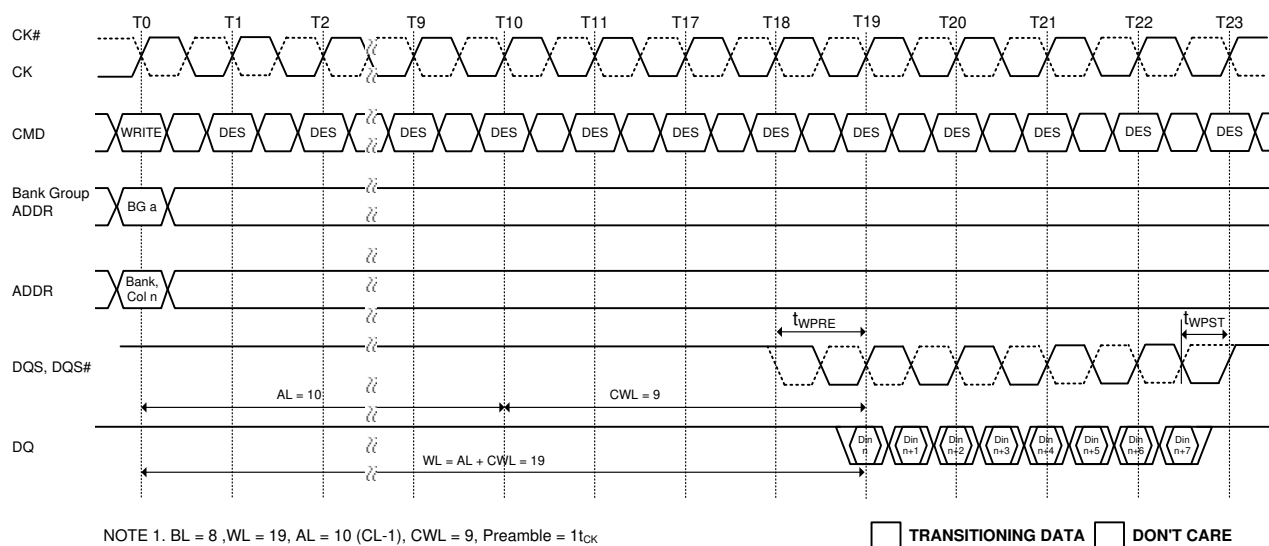 T0 T1 T2 T9 T10 T11 T17 T18 T19 T20 T21 T22 T23
CK#
CK
CMD WRITE DES DES DES DES DES DES DES DES DES DES DES DES
Bank Group
ADDR
BG a
ADDR
Bank,
Col n
tWPRE tWPST
DQS, DQS#
AL = 10 CWL = 9
DQ
Din Din Din Din Din Din Din Din
n n+1 n+2 n+3 n+4 n+5 n+6 n+7
WL = AL + CWL = 19
NOTE 1. BL = 8 ,WL = 19, AL = 10 (CL-1), CWL = 9, Preamble = 1tCK
TRANSITIONING DATA DON'T CARE